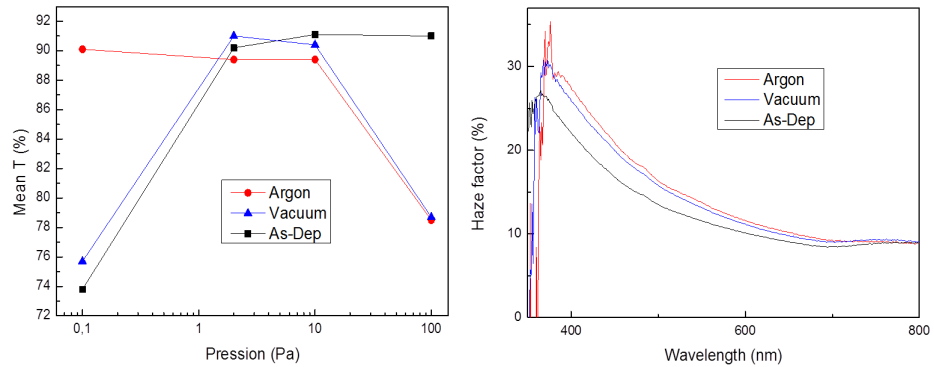 92
90
88
86
84
82
80
78
76
74
72
Mean T (%)
Argon
Vacuum
As-Dep
0,1
1
10
100
Pression (Pa)
30
20
10
0
Haze factor (%)
Argon
Vacuum
As-Dep
400
600
800
Wavelength (nm)